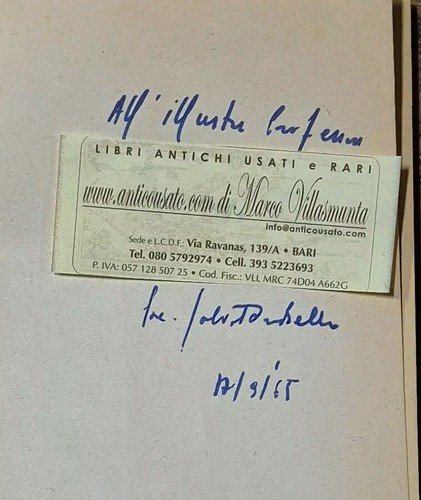 All' illustre Professor
LIBRI ANTICHI USATI e RARI
www.anticousato.com di Marco Villasmunta
info@anticousato.com
Sede e L.C.D.F.: Via Ravanas, 139/A • BARI
Tel. 080 5792974 • Cell. 393 5223693
P. IVA: 057 128 507 25 • Cod. Fisc.: VLL MRC 74D04 A662G
12/9/65